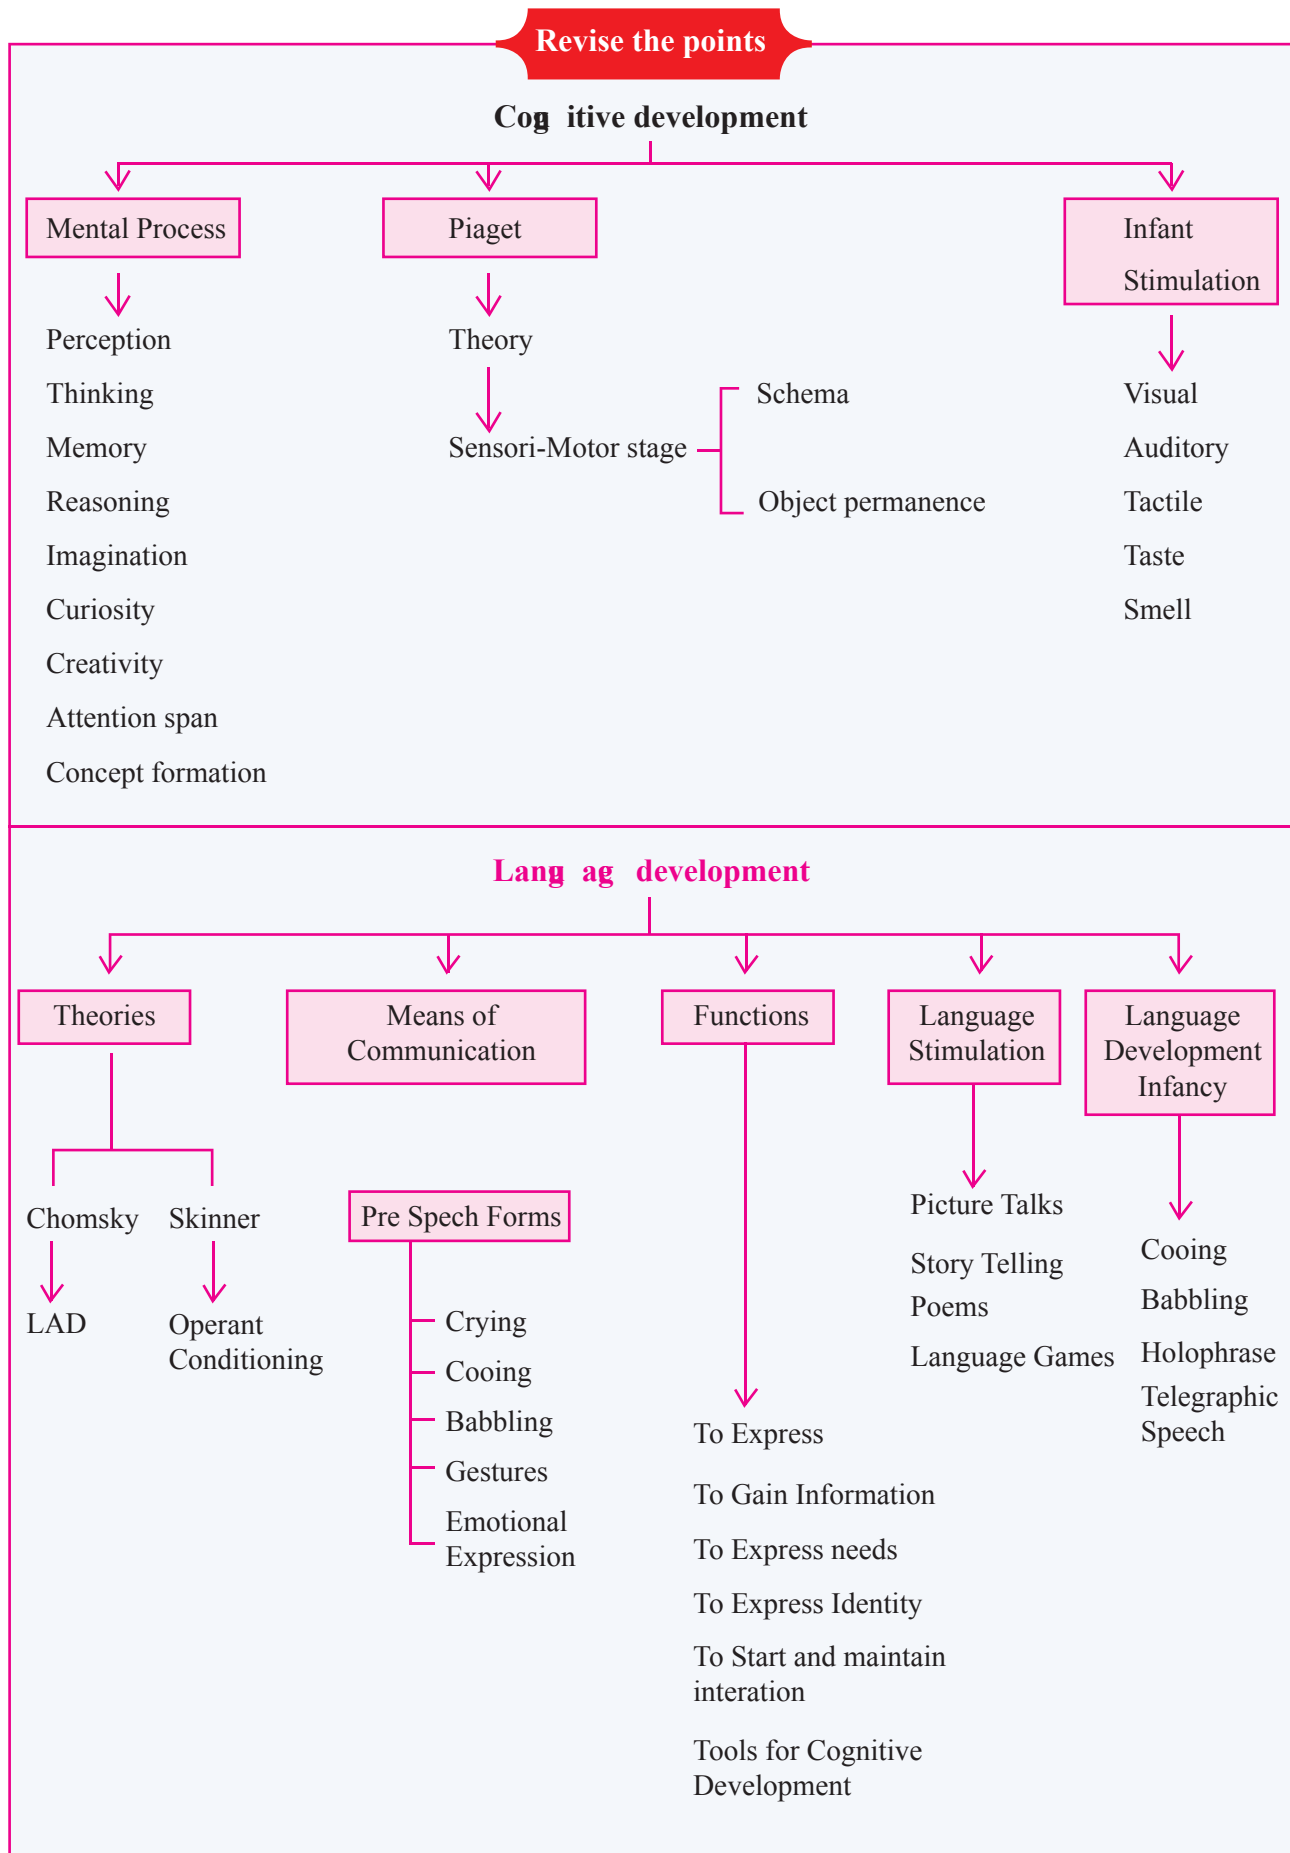 Revise the points
Cognitive development
Mental Process
Piaget
Infant
Stimulation
Perception
Thinking
Memory
Reasoning
Imagination
Curiosity
Creativity
Attention span
Concept formation
Theory
Sensori-Motor stage
Schema
Object permanence
Visual
Auditory
Tactile
Taste
Smell
Language development
Theories
Chomsky
LAD
Skinner
Operant
Conditioning
Means of
Communication
Pre Spech Forms
Crying
Cooing
Babbling
Gestures
Emotional
Expression
Functions
To Express
To Gain Information
To Express needs
To Express Identity
To Start and maintain
interation
Tools for Cognitive
Development
Language
Stimulation
Picture Talks
Story Telling
Poems
Language Games
Language
Development
Infancy
Cooing
Babbling
Holophrase
Telegraphic
Speech